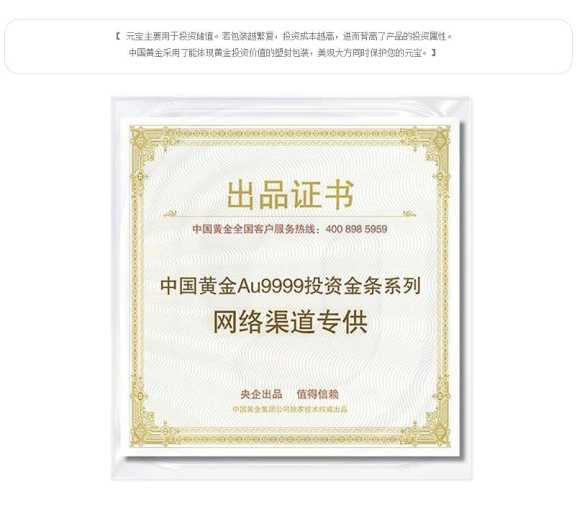 【 元宝主要用于投资储值。若包装越繁复，投资成本越高，进而背离了产品的投资属性。
中国黄金采用了能体现黄金投资价值的塑封包装，美观大方同时保护您的元宝。】
出品证书
中国黄金全国客户服务热线：400 898 5959
中国黄金Au9999投资金条系列
网络渠道专供
央企出品 值得信赖
中国黄金集团公司独家技术权威出品